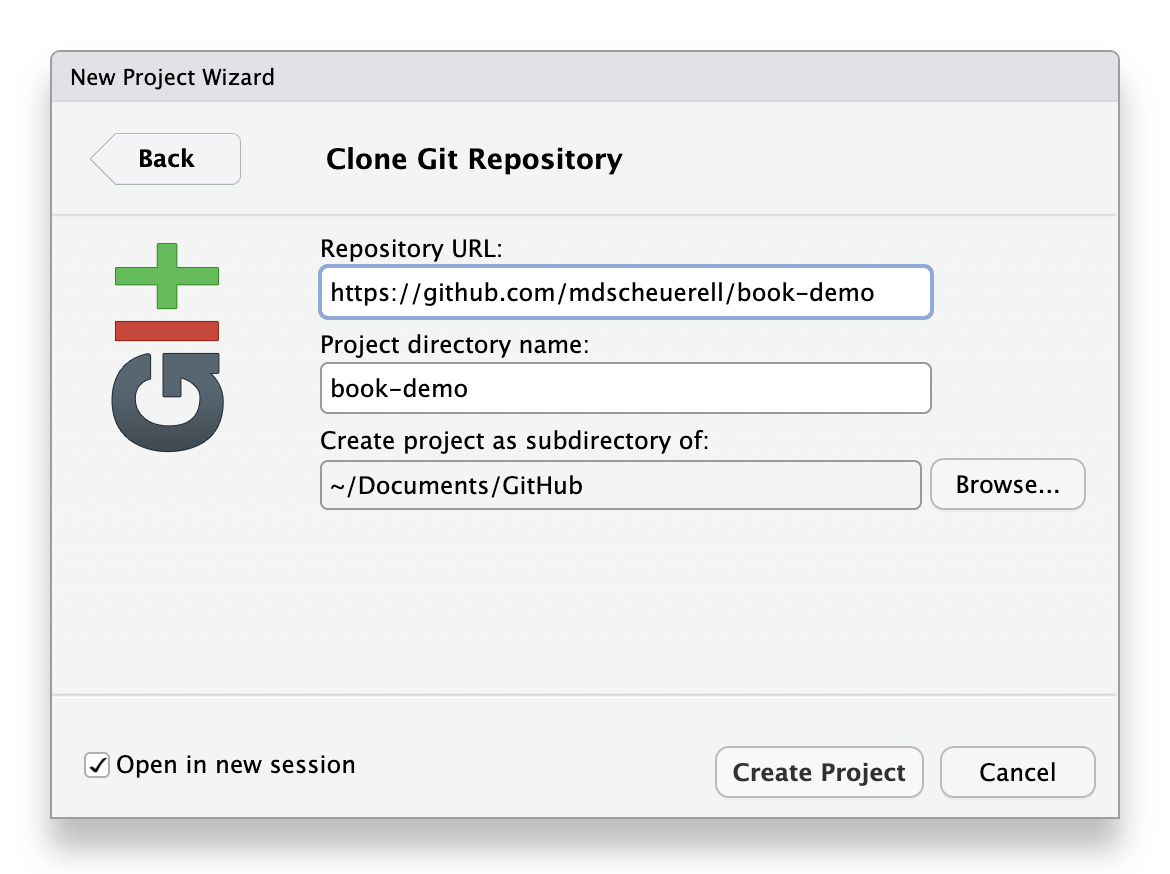 New Project Wizard
Back
Clone Git Repository
GIt
Repository URL:
https://github.com/mdscheuerell/book-demo
Project directory name:
book-demo
Create project as subdirectory of:
~/Documents/GitHub
Browse...
Open in new session
Create Project
Cancel